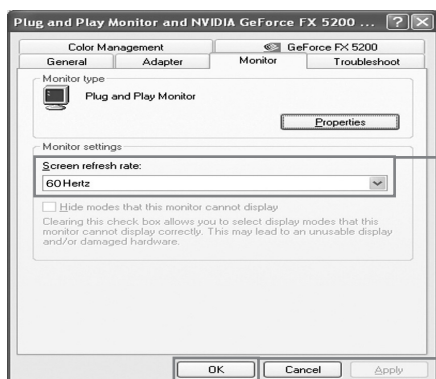 Plug and Play Monitor and NVIDIA GeForce FX 5200 ...
Color Management
GeForce FX 5200
General
Adapter
Monitor
Troubleshoot
Monitor type
Plug and Play Monitor
Properties
Monitor settings
Screen refresh rate:
60 Hertz
Hide modes that this monitor cannot display
Clearing this check box allows you to select display modes that this
monitor cannot display correctly. This may lead to an unusable display
and/or damaged hardware.
OK
Cancel
Apply